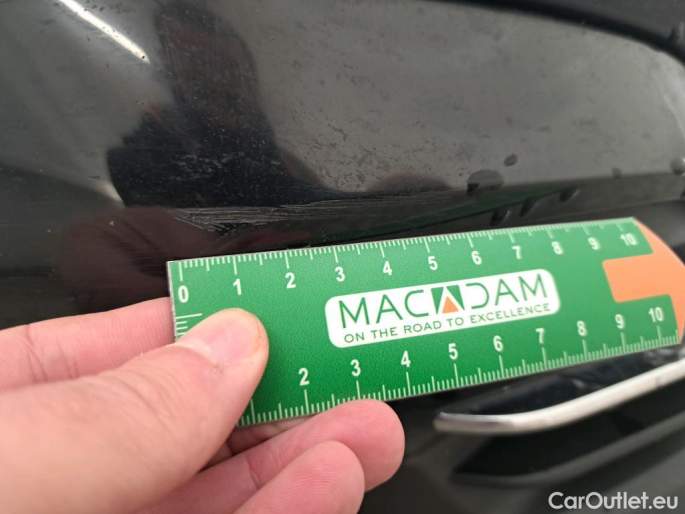 0 1 2 3 4 5 6 7 8 9 10
MACADAM
ON THE ROAD TO EXCELLENCE
2 3 4 5 6 7 8 9 10
CarOutlet.eu